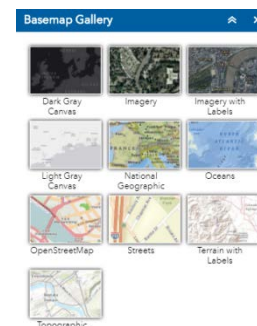 Basemap Gallery
Dark Gray
Canvas
Imagery
Imagery with
Labels
Light Gray
Canvas
National
Geographic
Oceans
OpenStreetMap
Streets
Terrain with
Labels
Topographic